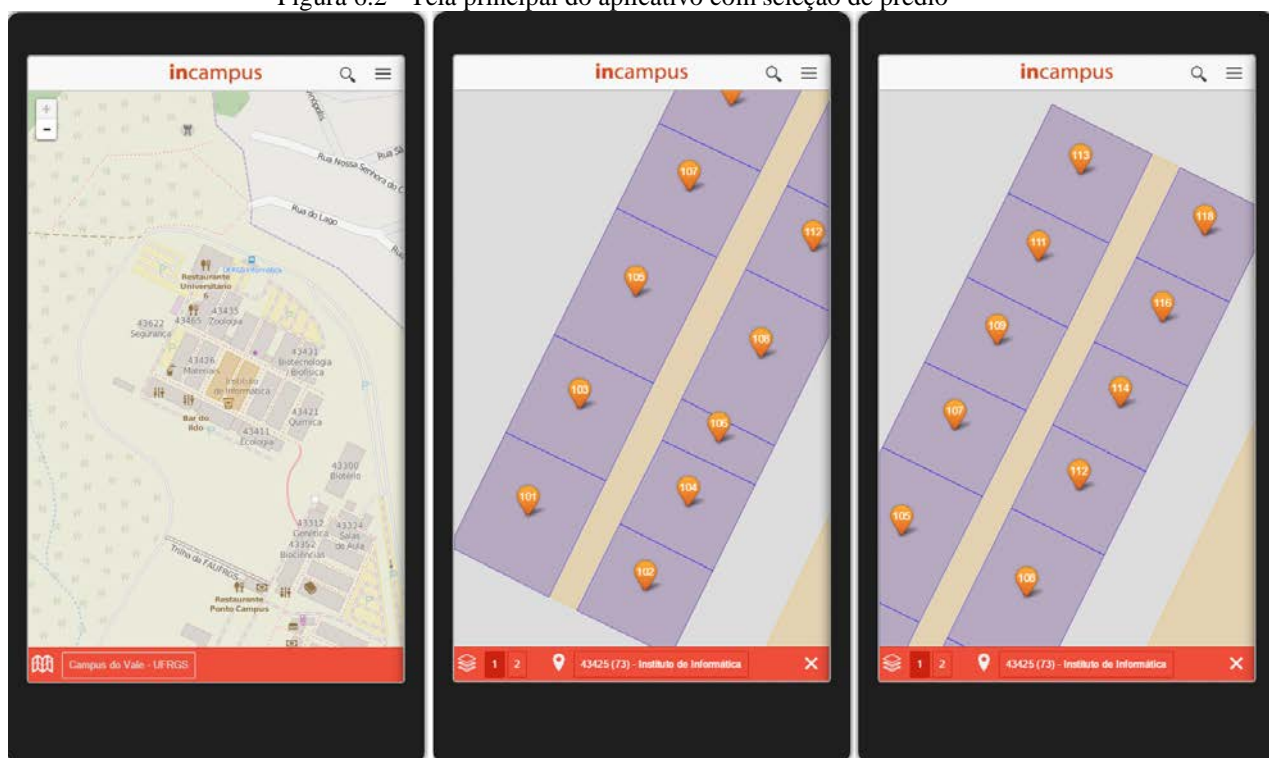 Figura 6.2 - Tela principal do aplicativo com seleção de prédio
incampus
+
-
Rua Nossa Senhora do C
Rua do Lago
UFRGS Informática
Restaurante
Universitário
6
43622
Segurança
43465
43435
Zoologia
43426
Materiais
Instituto
de Informática
43431
Biotecnologia
Biofísica
Bar do
Ildo
43421
Química
43411
Ecologia
43300
Biotério
43312
Genética
43352
Biociências
43324
Salas
de Aula
Trilha da FAUFRGS
Restaurante
Ponto Campus
Campus do Vale - UFRGS
incampus
107
112
105
108
103
106
104
101
102
1 2 43425 (73) - Instituto de Informática
incampus
113
118
111
116
109
114
107
112
105
108
1 2 43425 (73) - Instituto de Informática